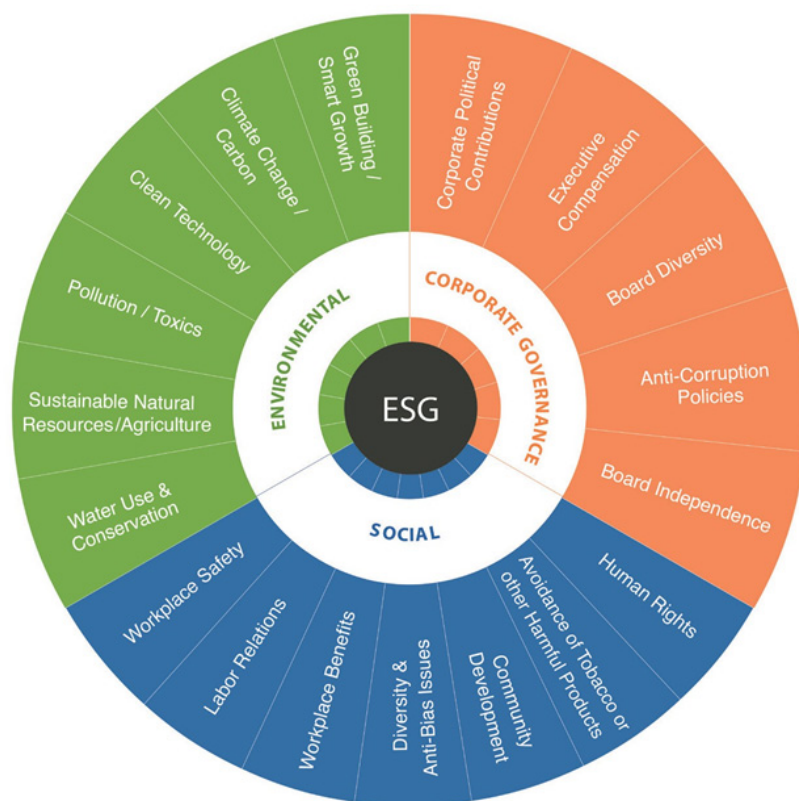 ESG
ENVIRONMENTAL
Green Building /
Smart Growth
Climate Change /
Carbon
Clean Technology
Pollution / Toxics
Sustainable Natural
Resources/Agriculture
Water Use &
Conservation
CORPORATE GOVERNANCE
Corporate Political
Contributions
Executive
Compensation
Board Diversity
Anti-Corruption
Policies
Board Independence
SOCIAL
Workplace Safety
Labor Relations
Workplace Benefits
Diversity &
Anti-Bias Issues
Community
Development
Avoidance of Tobacco or
other Harmful Products
Human Rights